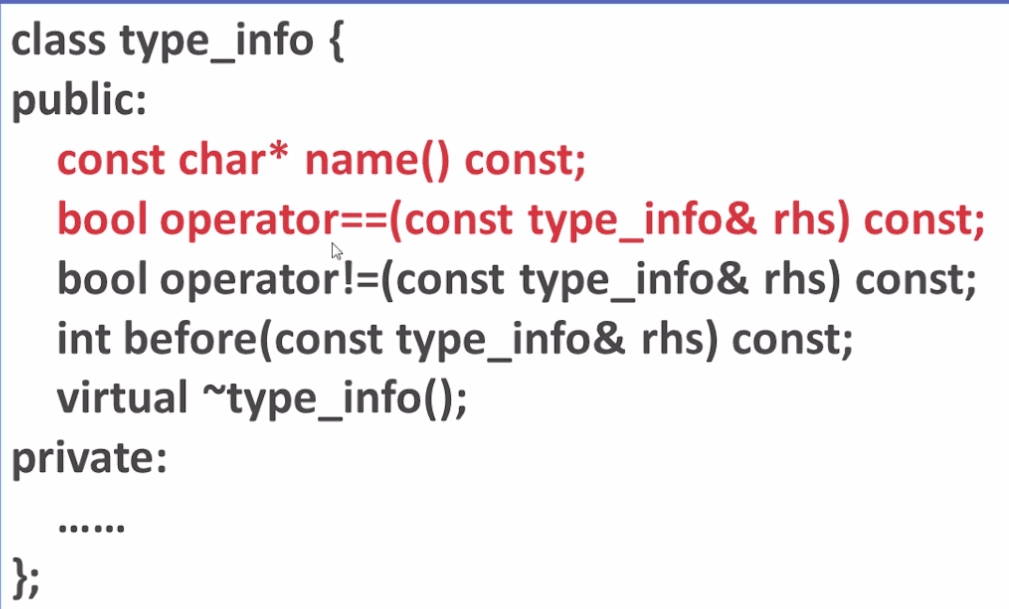 class type_info {
public:
const char* name() const;
bool operator==(const type_info& rhs) const;
bool operator!=(const type_info& rhs) const;
int before(const type_info& rhs) const;
virtual ~type_info();
private:
……
};